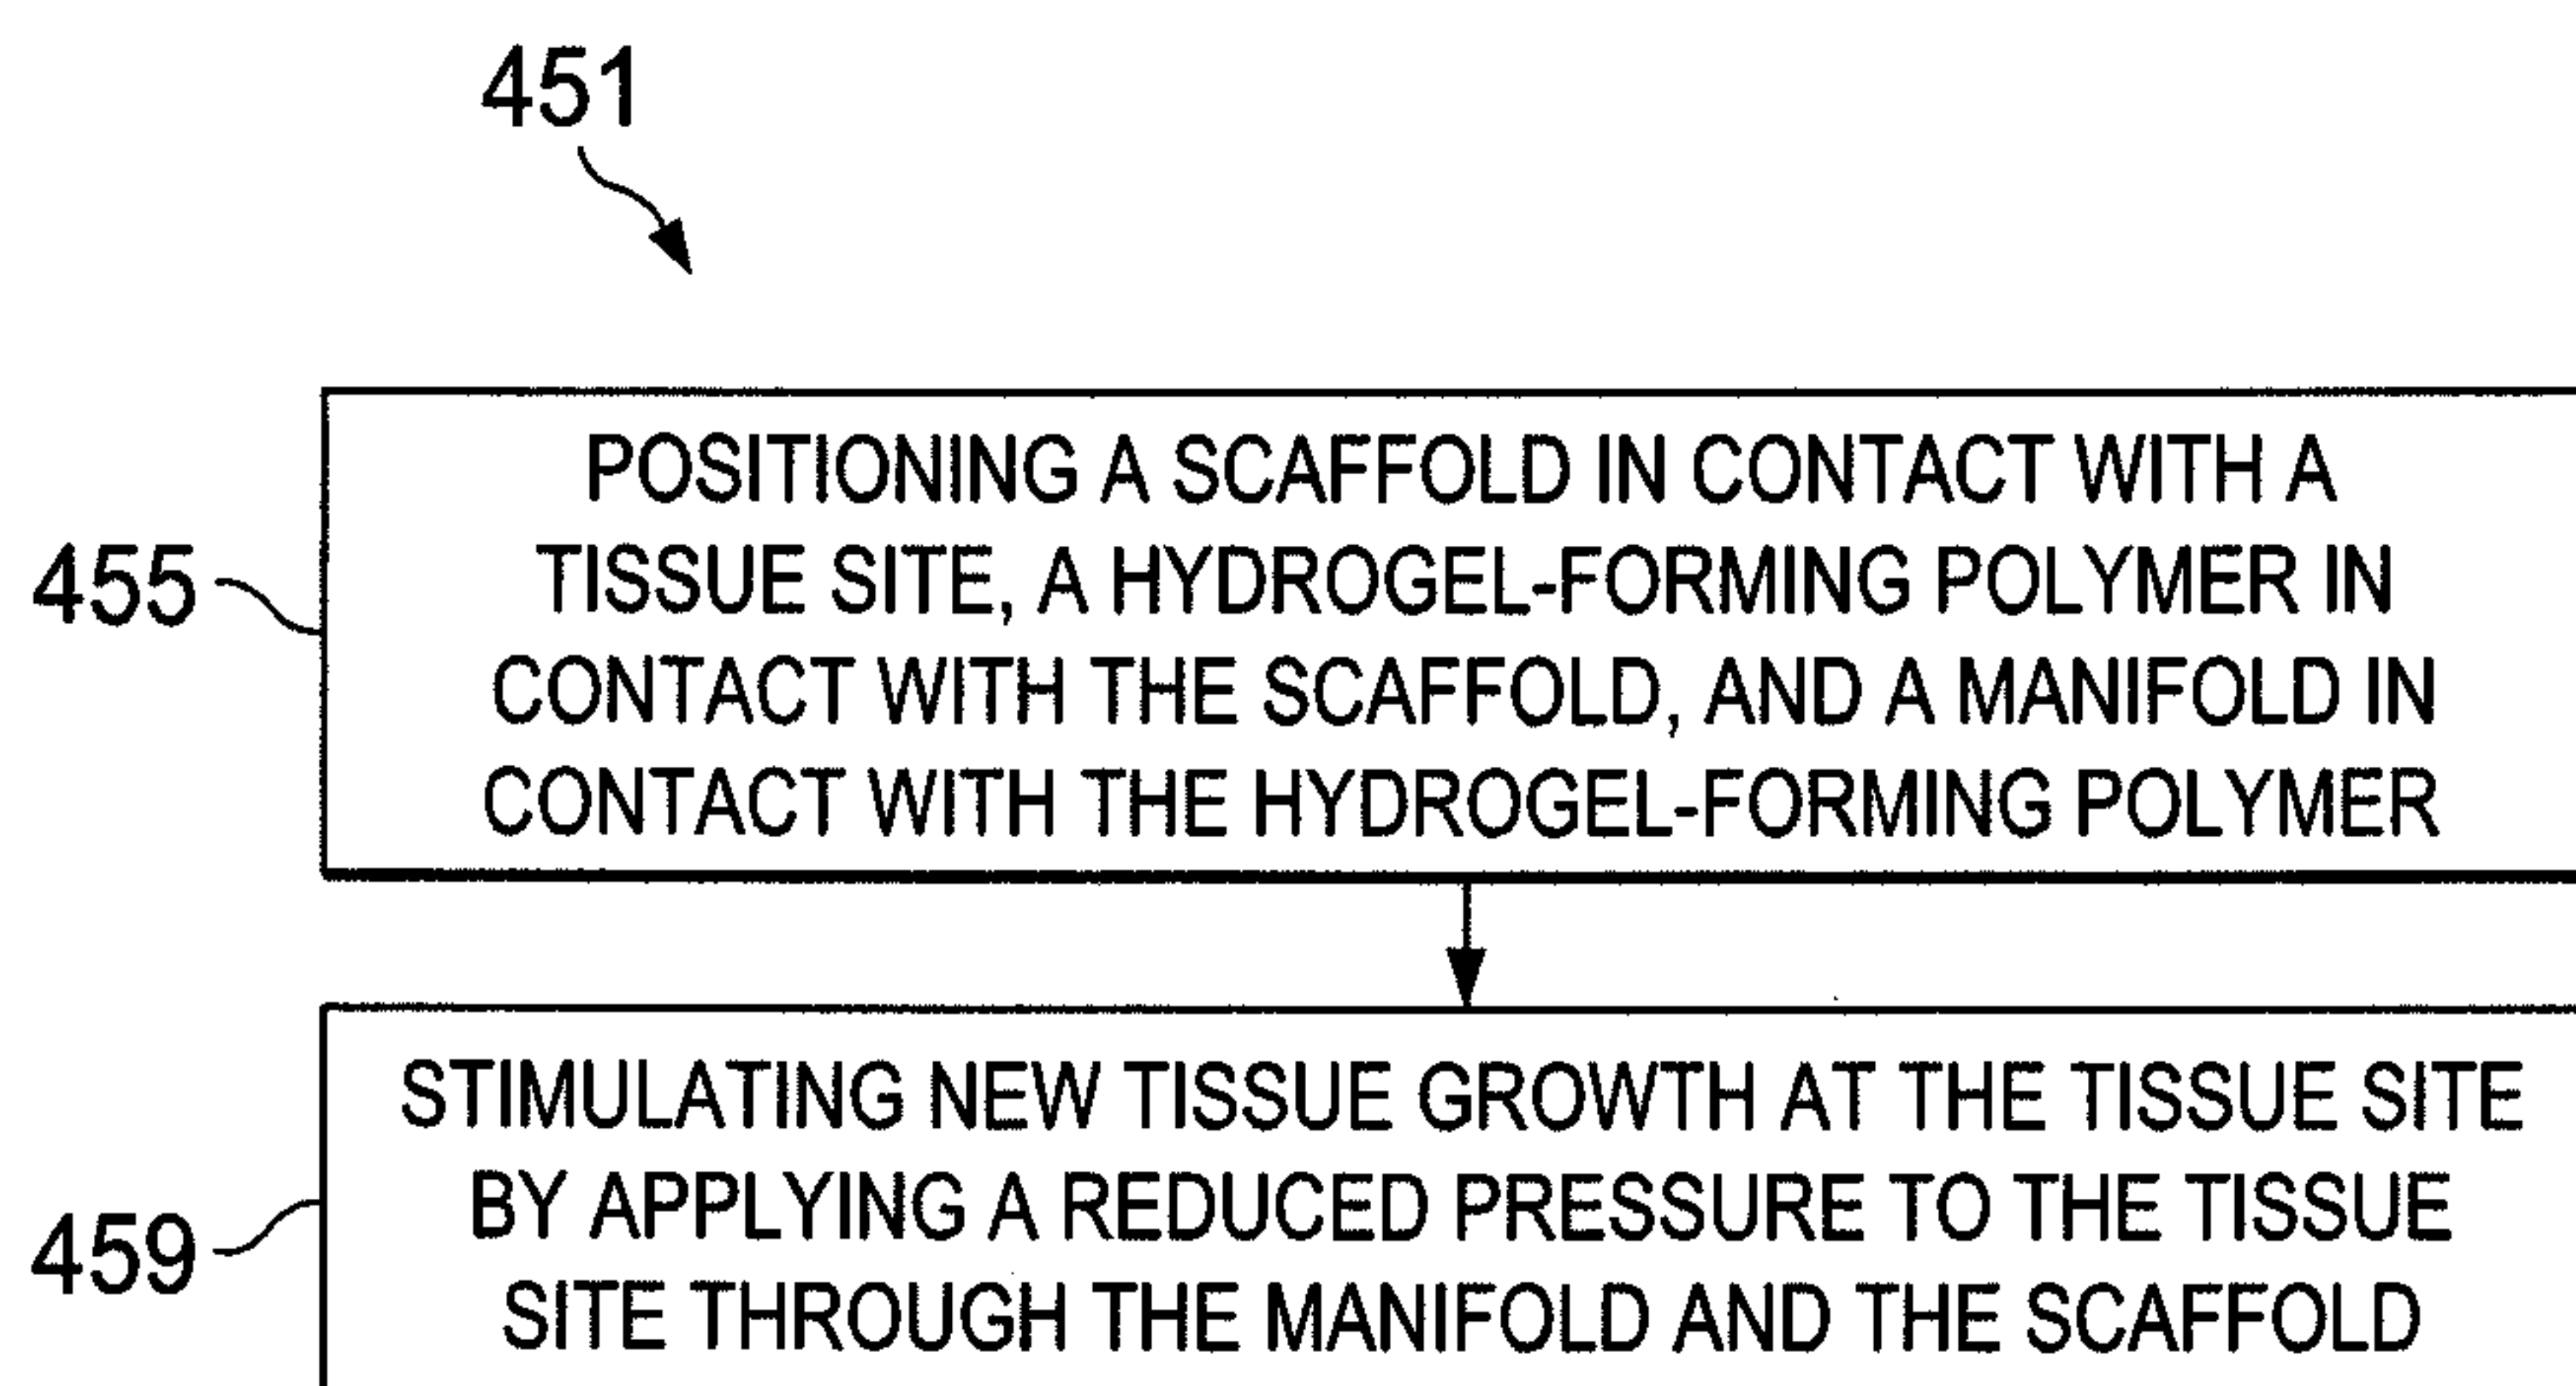 451
455
POSITIONING A SCAFFOLD IN CONTACT WITH A
TISSUE SITE, A HYDROGEL-FORMING POLYMER IN
CONTACT WITH THE SCAFFOLD, AND A MANIFOLD IN
CONTACT WITH THE HYDROGEL-FORMING POLYMER
459
STIMULATING NEW TISSUE GROWTH AT THE TISSUE SITE
BY APPLYING A REDUCED PRESSURE TO THE TISSUE
SITE THROUGH THE MANIFOLD AND THE SCAFFOLD